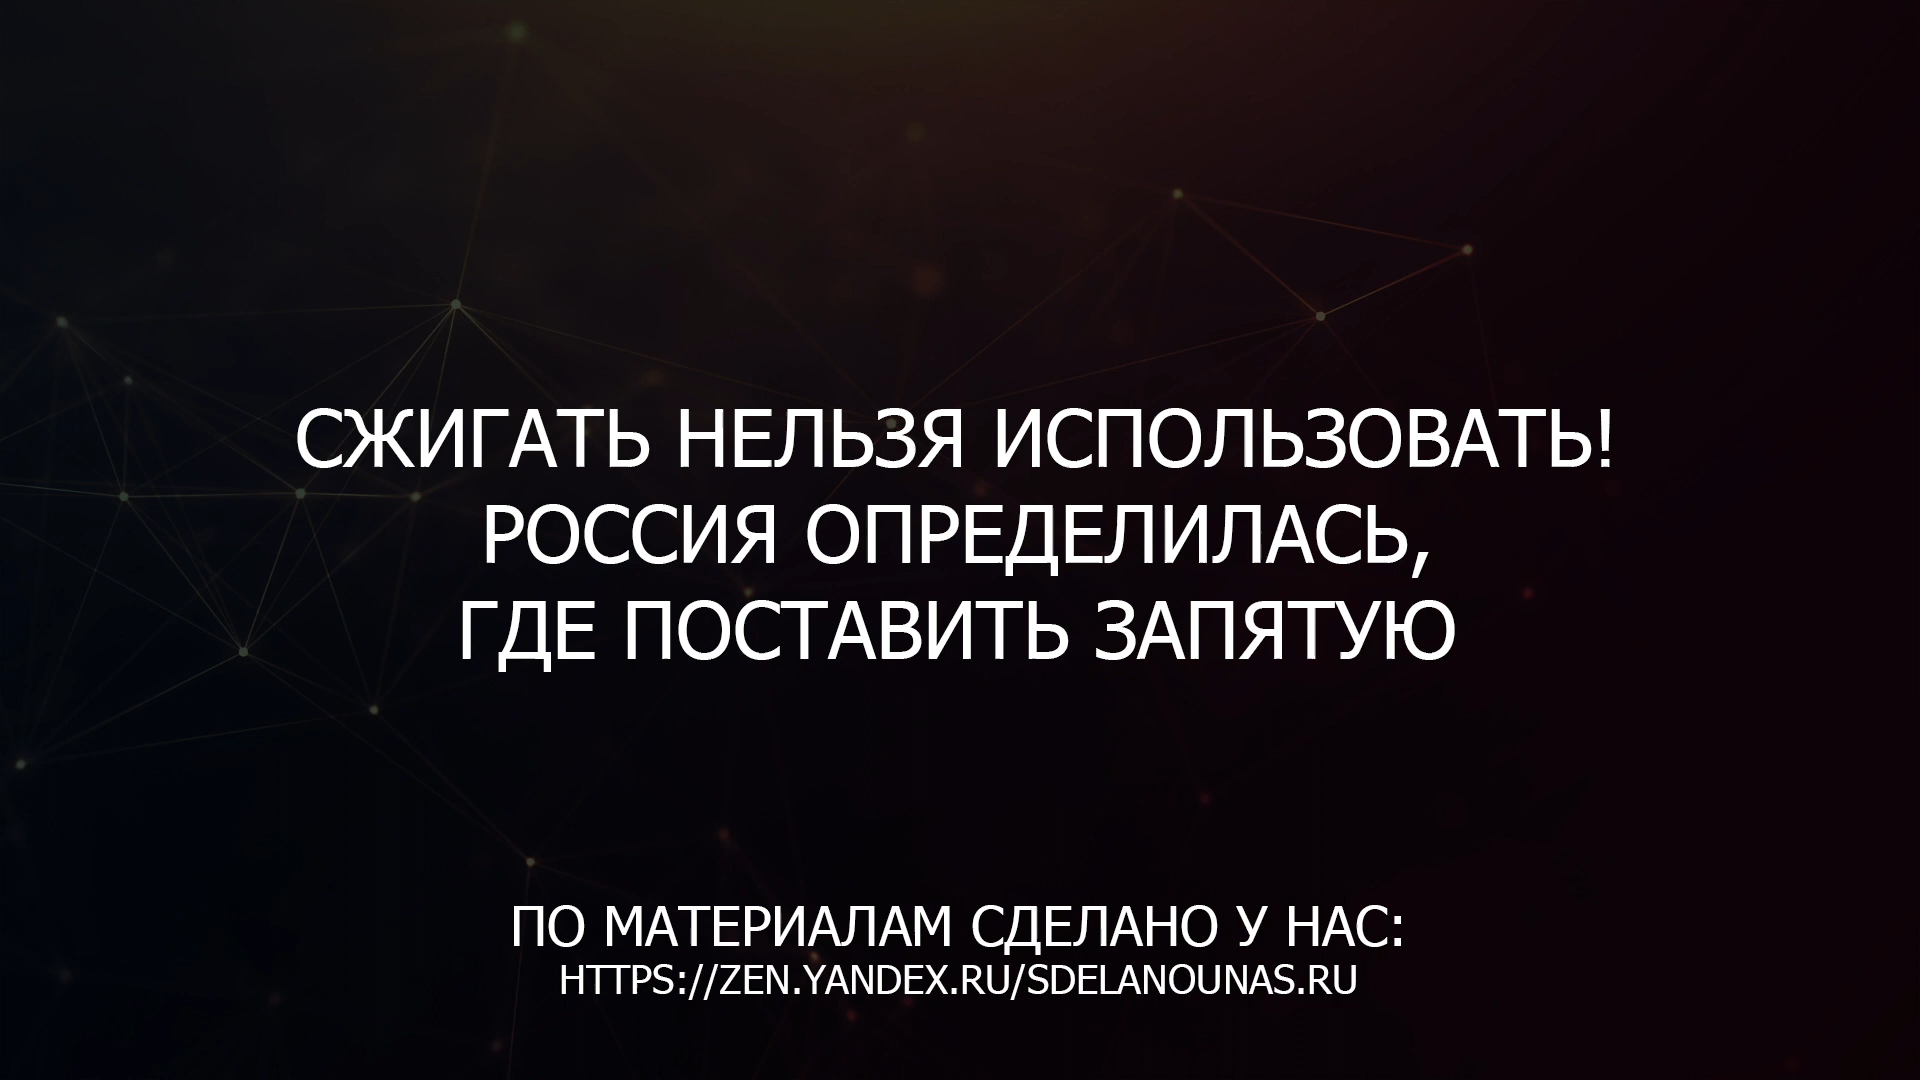 СЖИГАТЬ НЕЛЬЗЯ ИСПОЛЬЗОВАТЬ!
РОССИЯ ОПРЕДЕЛИЛАСЬ,
ГДЕ ПОСТАВИТЬ ЗАПЯТУЮ
ПО МАТЕРИАЛАМ СДЕЛАНО У НАС:
HTTPS://ZEN.YANDEX.RU/SDELANOUNAS.RU